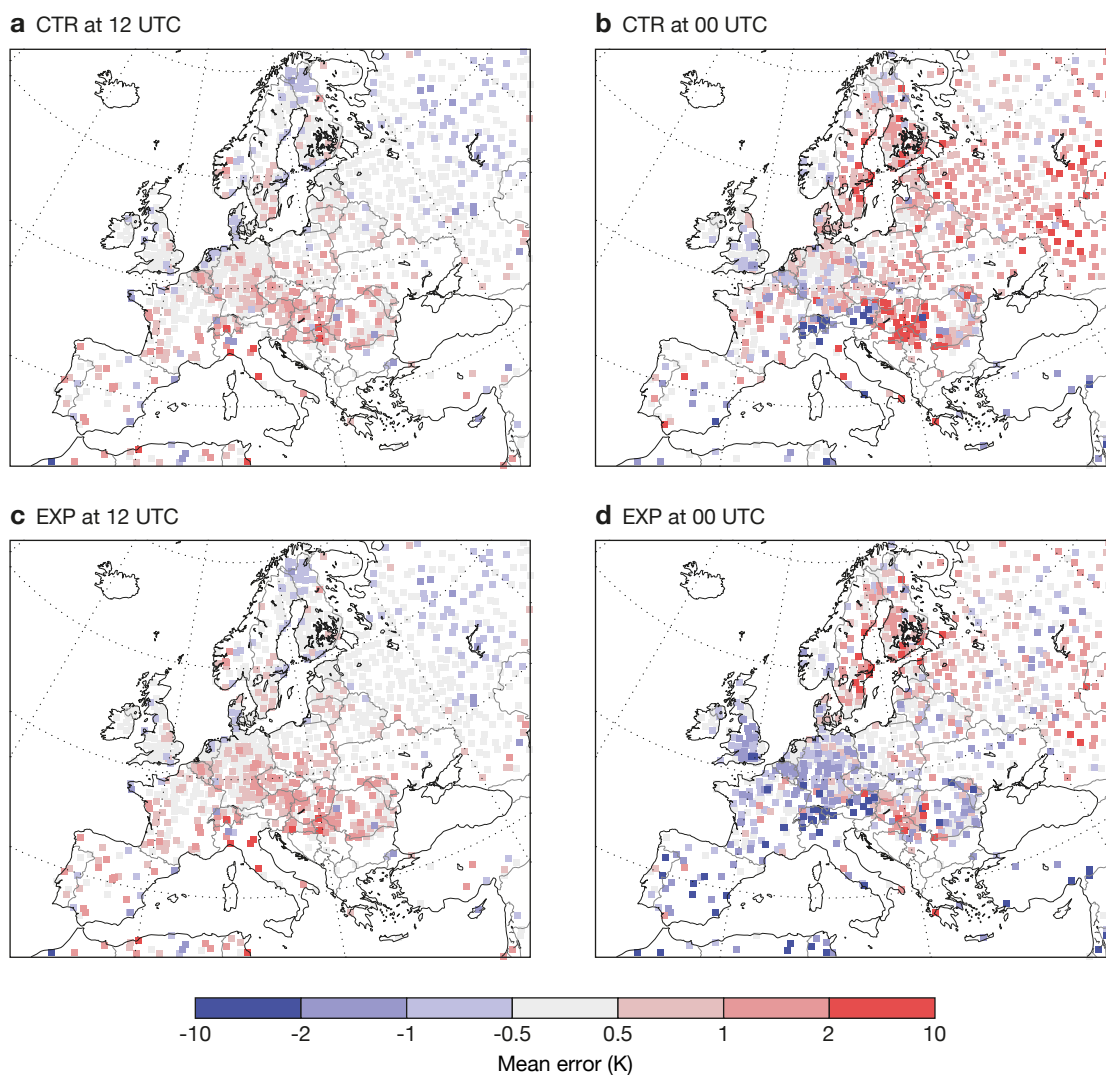 a CTR at 12 UTC
b CTR at 00 UTC
c EXP at 12 UTC
d EXP at 00 UTC
-10 -2 -1 -0.5 0.5 1 2 10
Mean error (K)